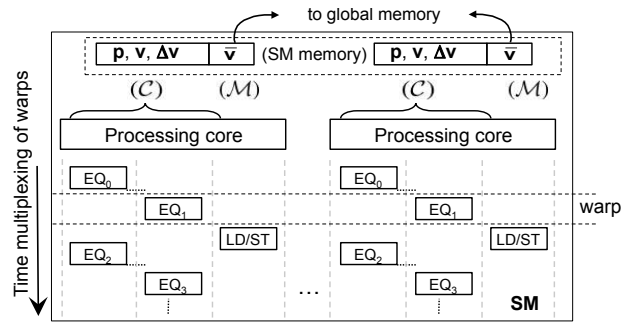 to global memory
p, v, Δv v̄ (SM memory) p, v, Δv v̄
(C) (M) (C) (M)
Processing core Processing core
Time multiplexing of warps
EQ0 EQ0
EQ1 EQ1 warp
LD/ST LD/ST
EQ2 EQ2
EQ3 ... EQ3
SM